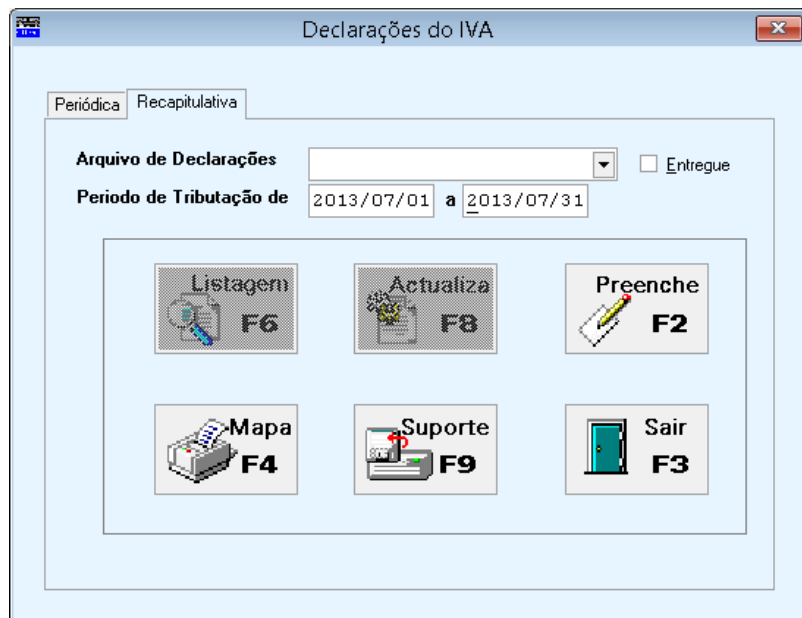 Declarações do IVA
Periódica Recapitulativa
Arquivo de Declarações Entregue
Periodo de Tributação de 2013/07/01 a 2013/07/31
Listagem Actualiza Preenche
F6 F8 F2
Mapa Suporte Sair
F4 F9 F3